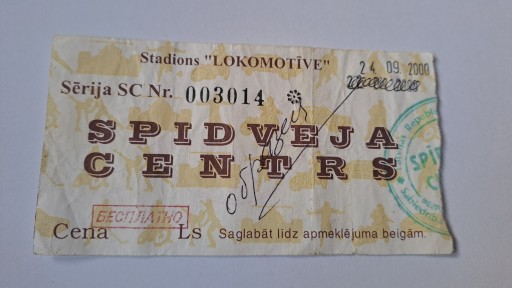 Stadions "LOKOMOTĪVE"
24 09. 2000
Sērija SC Nr. 003014
SPIDVEJA
CENTRS
БЕСПЛАТНО
Cena Ls Saglabāt līdz apmeklējuma beigām.